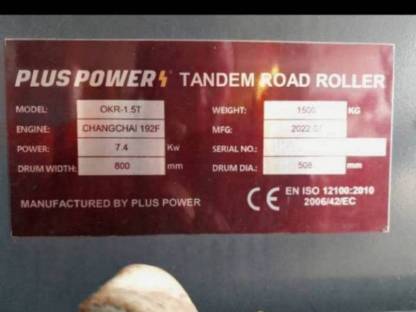 PLUS POWER TANDEM ROAD ROLLER
MODEL: OKR-1.5T WEIGHT: 1500 KG
ENGINE: CHANGCHAI 192F MFG: 2022
POWER: 7.4 Kw SERIAL NO.:
DRUM WIDTH: 800 mm DRUM DIA.: 508 mm
MANUFACTURED BY PLUS POWER CE EN ISO 12100:2010
2006/42/EC